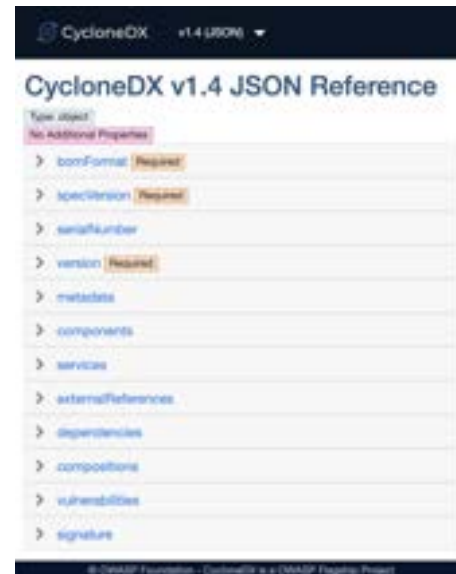 CycloneDX v1.4 (JSON)
CycloneDX v1.4 JSON Reference
Type: object
No Additional Properties
bomFormat Required
specVersion Required
serialNumber
version Required
metadata
components
services
externalReferences
dependencies
compositions
vulnerabilities
signature
© OWASP Foundation - CycloneDX is a OWASP Flagship Project